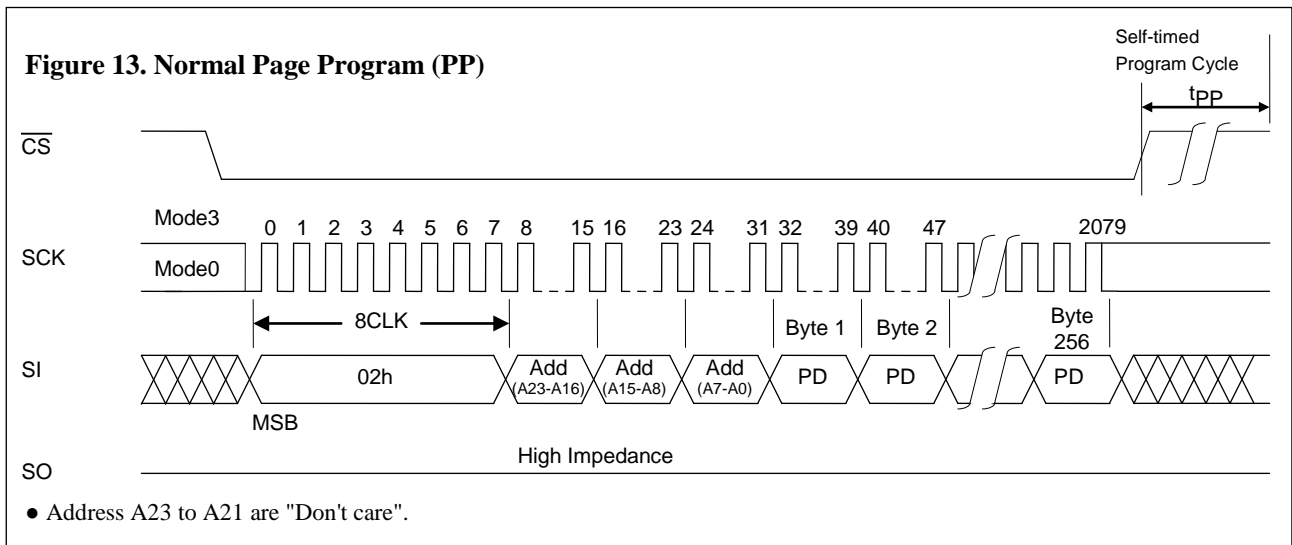 Figure 13. Normal Page Program (PP)
Self-timed
Program Cycle
tPP
CS
Mode3
0 1 2 3 4 5 6 7 8 15 16 23 24 31 32 39 40 47 2079
SCK
Mode0
8CLK
Byte 1 Byte 2 Byte
256
SI
02h
Add
(A23-A16)
Add
(A15-A8)
Add
(A7-A0)
PD PD PD
MSB
High Impedance
SO
● Address A23 to A21 are "Don't care".